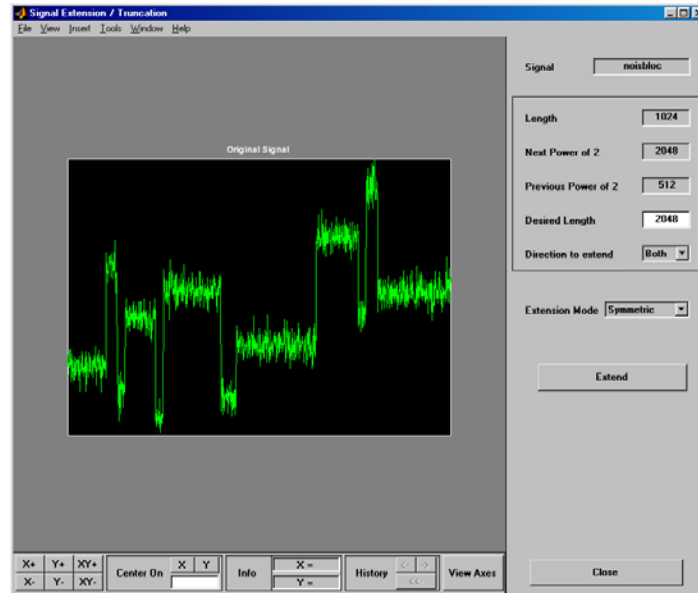 Signal Extension / Truncation
File View Insert Tools Window Help
Signal noisbloc
Length 1024
Next Power of 2 2048
Previous Power of 2 512
Desired Length 2048
Direction to extend Both
Extension Mode Symmetric
Extend
Original Signal
X+ Y+ XY+
X- Y- XY-
Center On X Y
Info X =
Y =
History <- ->
<<-
View Axes
Close